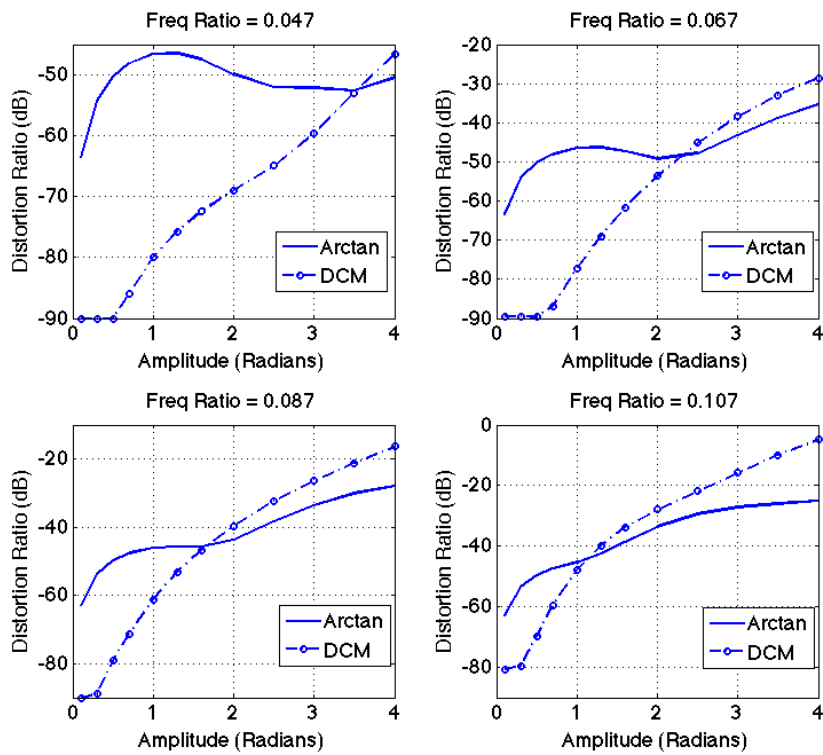 Freq Ratio = 0.047
Distortion Ratio (dB)
-50
-60
-70
-80
-90
0 1 2 3 4
Amplitude (Radians)
Arctan
DCM
Freq Ratio = 0.067
Distortion Ratio (dB)
-20
-30
-40
-50
-60
-70
-80
-90
0 1 2 3 4
Amplitude (Radians)
Arctan
DCM
Freq Ratio = 0.087
Distortion Ratio (dB)
-20
-40
-60
-80
0 1 2 3 4
Amplitude (Radians)
Arctan
DCM
Freq Ratio = 0.107
Distortion Ratio (dB)
0
-20
-40
-60
-80
0 1 2 3 4
Amplitude (Radians)
Arctan
DCM